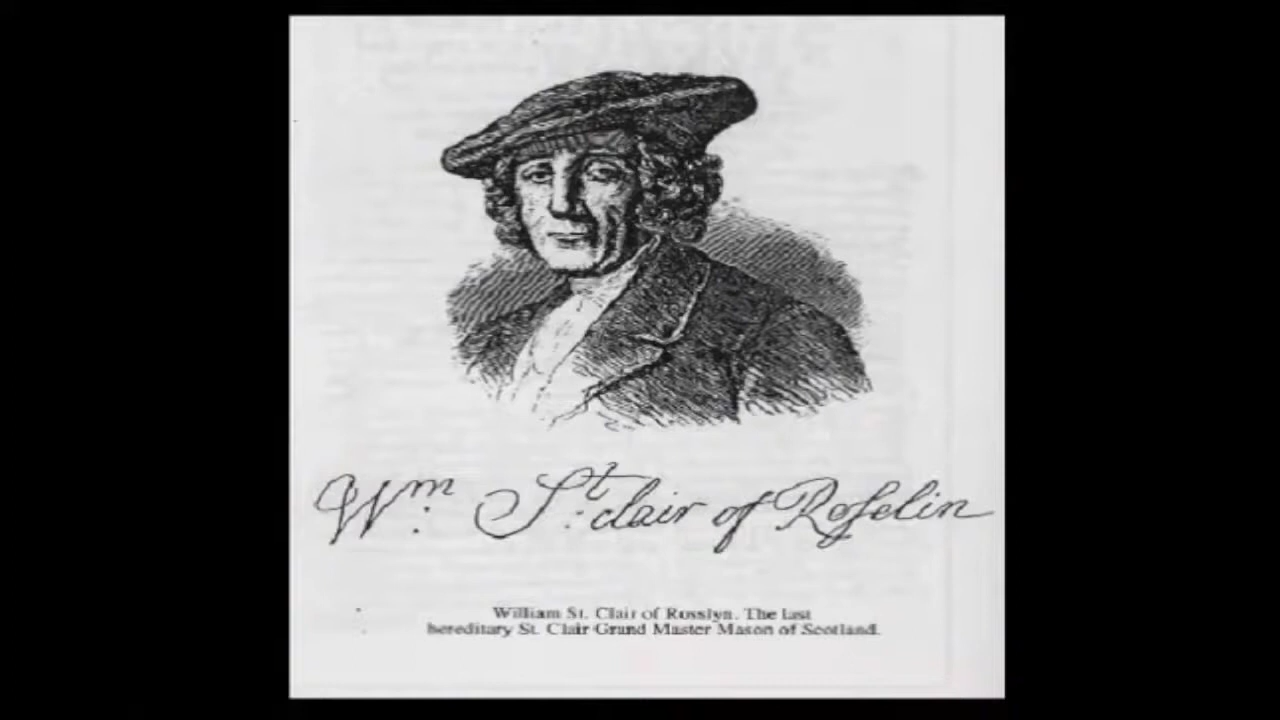 Wm. St. clair of Roſselin
William St. Clair of Rosslyn. The last
hereditary St. Clair Grand Master Mason of Scotland.